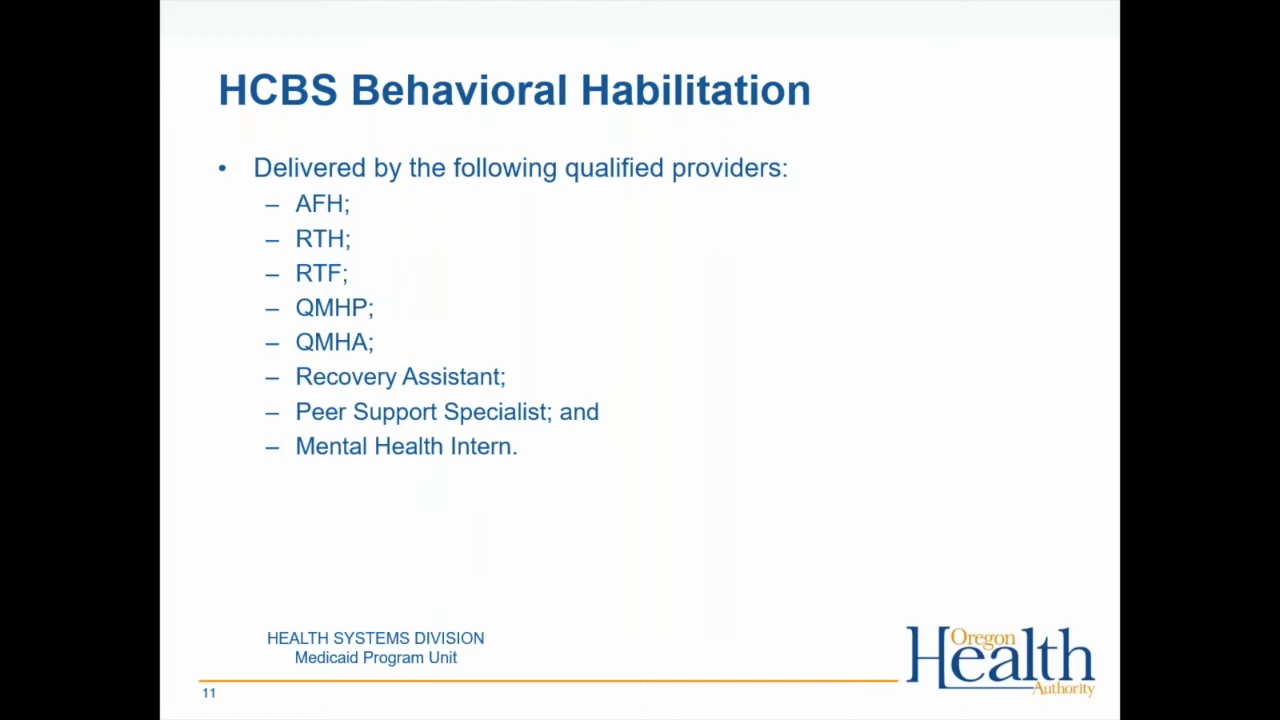 HCBS Behavioral Habilitation
• Delivered by the following qualified providers:
– AFH;
– RTH;
– RTF;
– QMHP;
– QMHA;
– Recovery Assistant;
– Peer Support Specialist; and
– Mental Health Intern.
HEALTH SYSTEMS DIVISION
Medicaid Program Unit
11
Oregon
Health
Authority